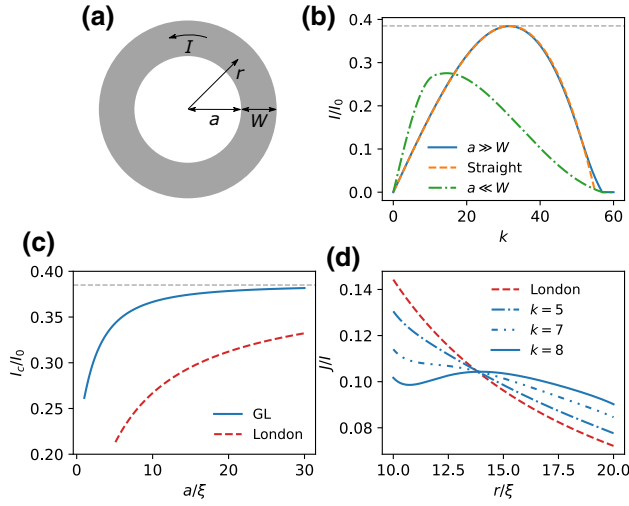 (a)
I
r
a
W
(b)
I/I₀
0.4
0.3
0.2
0.1
0.0
a ≫ W
Straight
a ≪ W
0 20 40 60
k
(c)
I_c/I₀
0.40
0.35
0.30
0.25
0.20
GL
London
0 10 20 30
a/ξ
(d)
J/I
0.14
0.12
0.10
0.08
London
k = 5
k = 7
k = 8
10.0 12.5 15.0 17.5 20.0
r/ξ